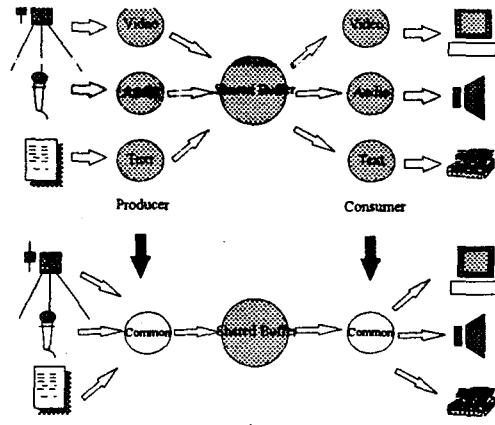 Video
Video
Audio
Shared Buffer
Audio
Text
Text
Producer
Consumer
Common
Shared Buffer
Common